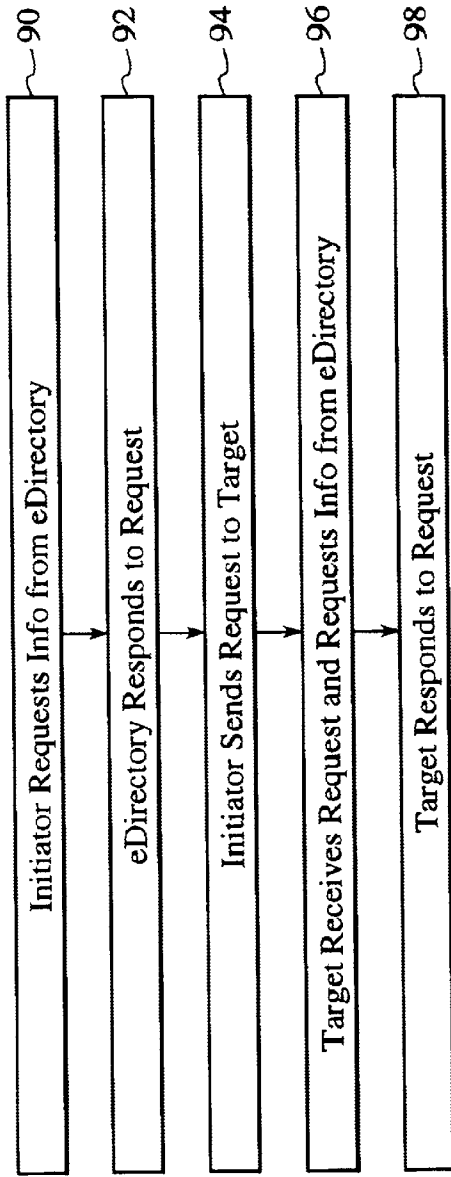 Initiator Requests Info from eDirectory 90
eDirectory Responds to Request 92
Initiator Sends Request to Target 94
Target Receives Request and Requests Info from eDirectory 96
Target Responds to Request 98